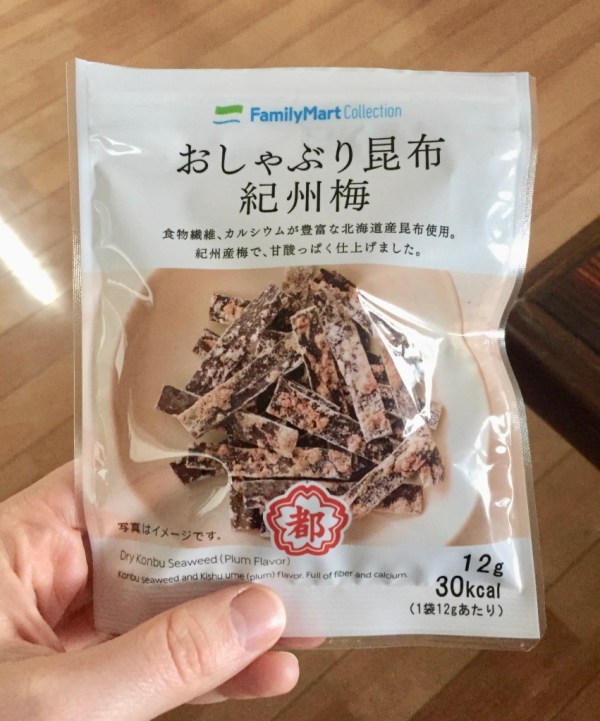 FamilyMart Collection
おしゃぶり昆布
紀州梅
食物繊維、カルシウムが豊富な北海道産昆布使用。
紀州産梅で、甘酸っぱく仕上げました。
写真はイメージです。
都
Dry Konbu Seaweed (Plum Flavor)
Konbu Seaweed and Kishu ume (plum) flavor. Full of fiber and calcium.
12g
30kcal
(1袋12gあたり)